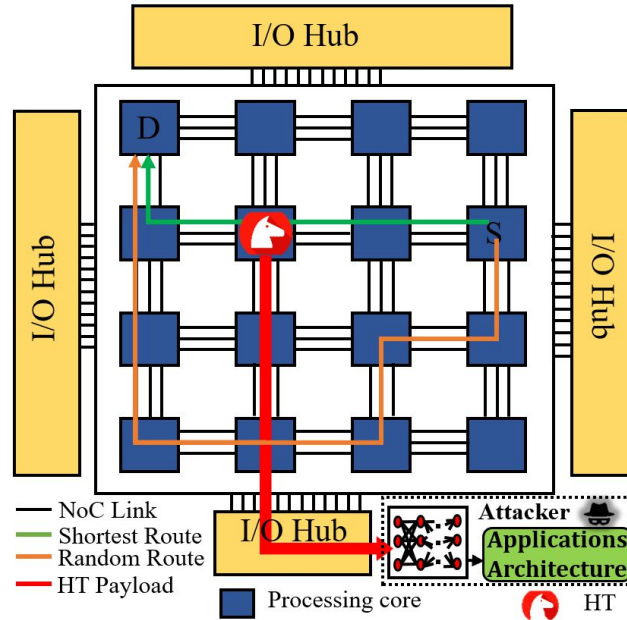 I/O Hub
D
I/O Hub
S
I/O Hub
I/O Hub
NoC Link
Shortest Route
Random Route
HT Payload
Processing core
Attacker
Applications
Architecture
HT